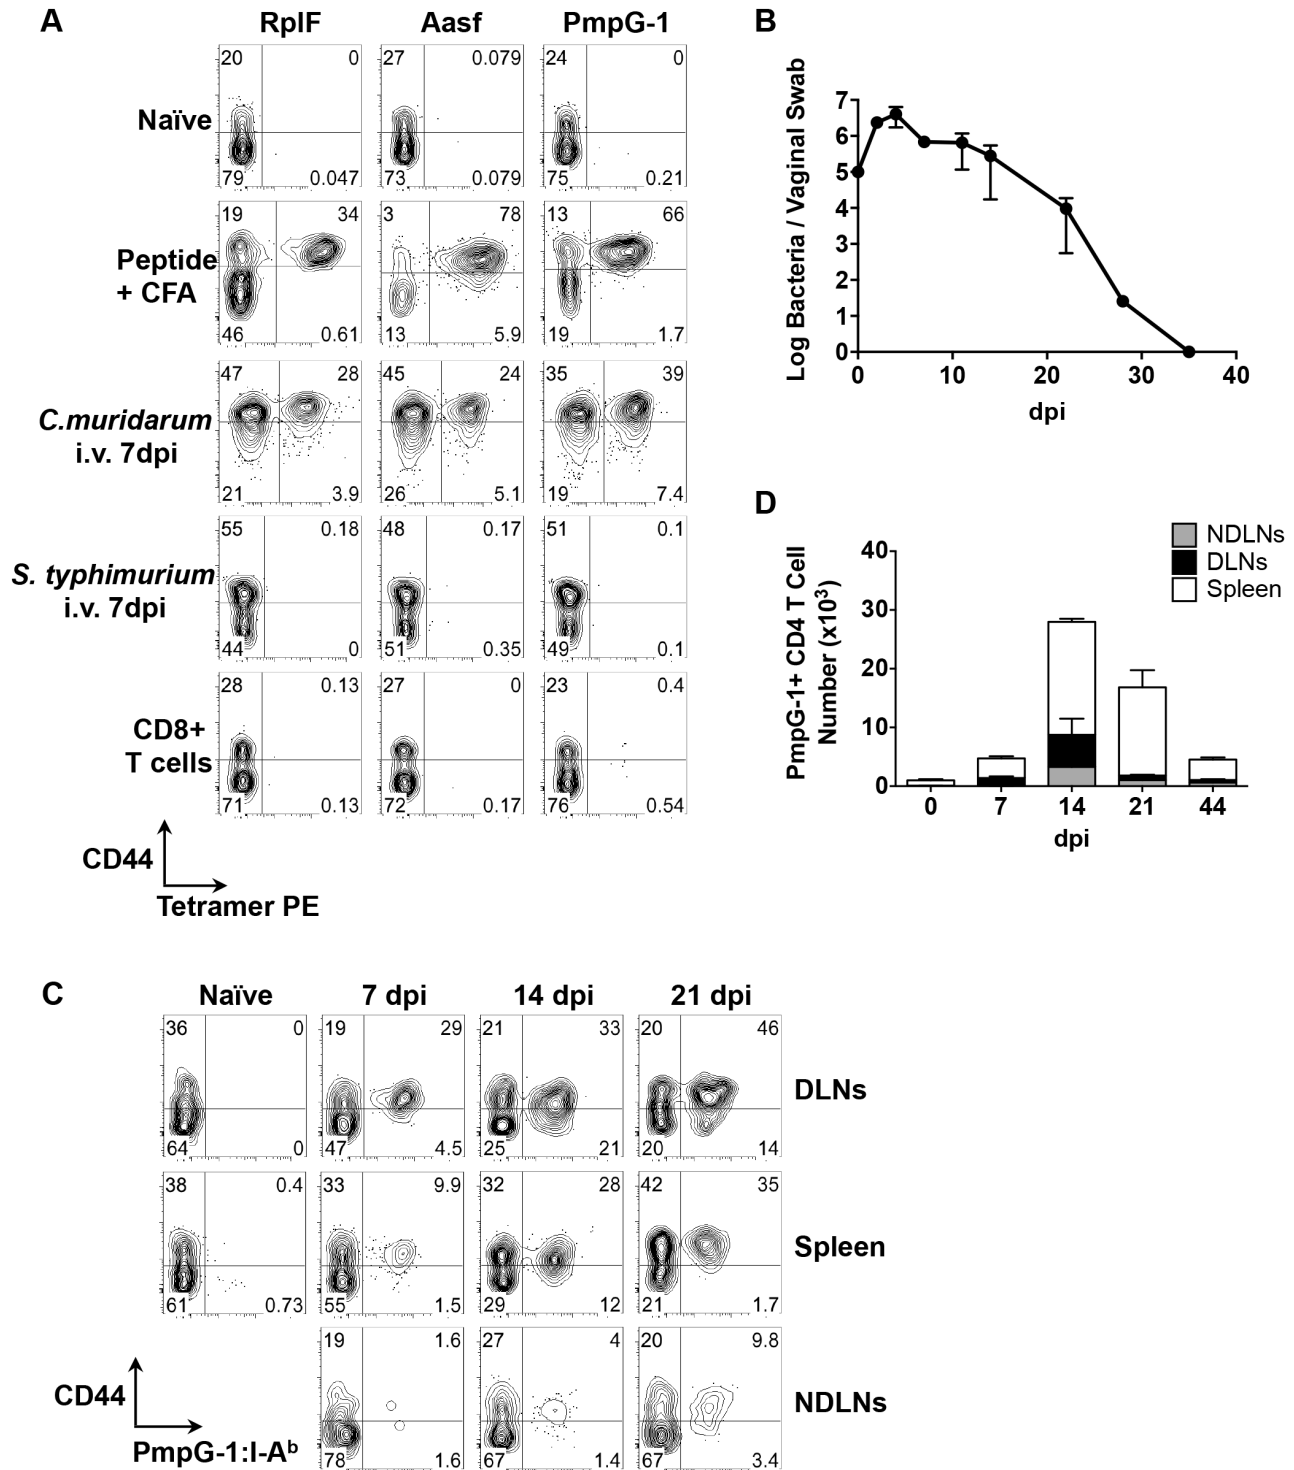 A
RplF Aasf PmpG-1
Naïve
20 0
79 0.047
27 0.079
73 0.079
24 0
75 0.21
Peptide
+ CFA
19 34
46 0.61
3 78
13 5.9
13 66
19 1.7
C.muridarum
i.v. 7dpi
47 28
21 3.9
45 24
26 5.1
35 39
19 7.4
S. typhimurium
i.v. 7dpi
55 0.18
44 0
48 0.17
51 0.35
51 0.1
49 0.1
CD8+
T cells
28 0.13
71 0.13
27 0
72 0.17
23 0.4
76 0.54
CD44
Tetramer PE
B
Log Bacteria / Vaginal Swab
7
6
5
4
3
2
1
0
0 10 20 30 40
dpi
D
NDLNs
DLNs
Spleen
PmpG-1+ CD4 T Cell
Number (x10³)
40
30
20
10
0
0 7 14 21 44
dpi
C
Naïve 7 dpi 14 dpi 21 dpi
36 0
64 0
19 29
47 4.5
21 33
25 21
20 46
20 14
DLNs
38 0.4
61 0.73
33 9.9
55 1.5
32 28
29 12
42 35
21 1.7
Spleen
19 1.6
78 1.6
27 4
67 1.4
20 9.8
67 3.4
NDLNs
CD44
PmpG-1:I-Aᵇ